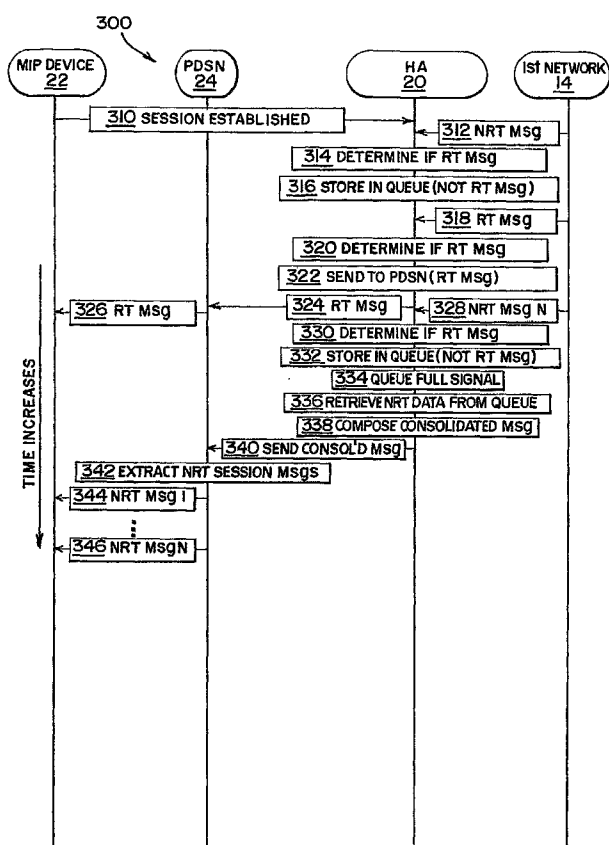 300
MIP DEVICE
22
PDSN
24
HA
20
1St NETWORK
14
310 SESSION ESTABLISHED
312 NRT Msg
314 DETERMINE IF RT Msg
316 STORE IN QUEUE (NOT RT Msg)
318 RT Msg
320 DETERMINE IF RT Msg
322 SEND TO PDSN (RT Msg)
326 RT Msg
324 RT Msg
328 NRT Msg N
330 DETERMINE IF RT Msg
332 STORE IN QUEUE (NOT RT Msg)
334 QUEUE FULL SIGNAL
336 RETRIEVE NRT DATA FROM QUEUE
338 COMPOSE CONSOLIDATED Msg
340 SEND CONSOL'D Msg
342 EXTRACT NRT SESSION Msgs
344 NRT Msg 1
346 NRT MsgN
TIME INCREASES